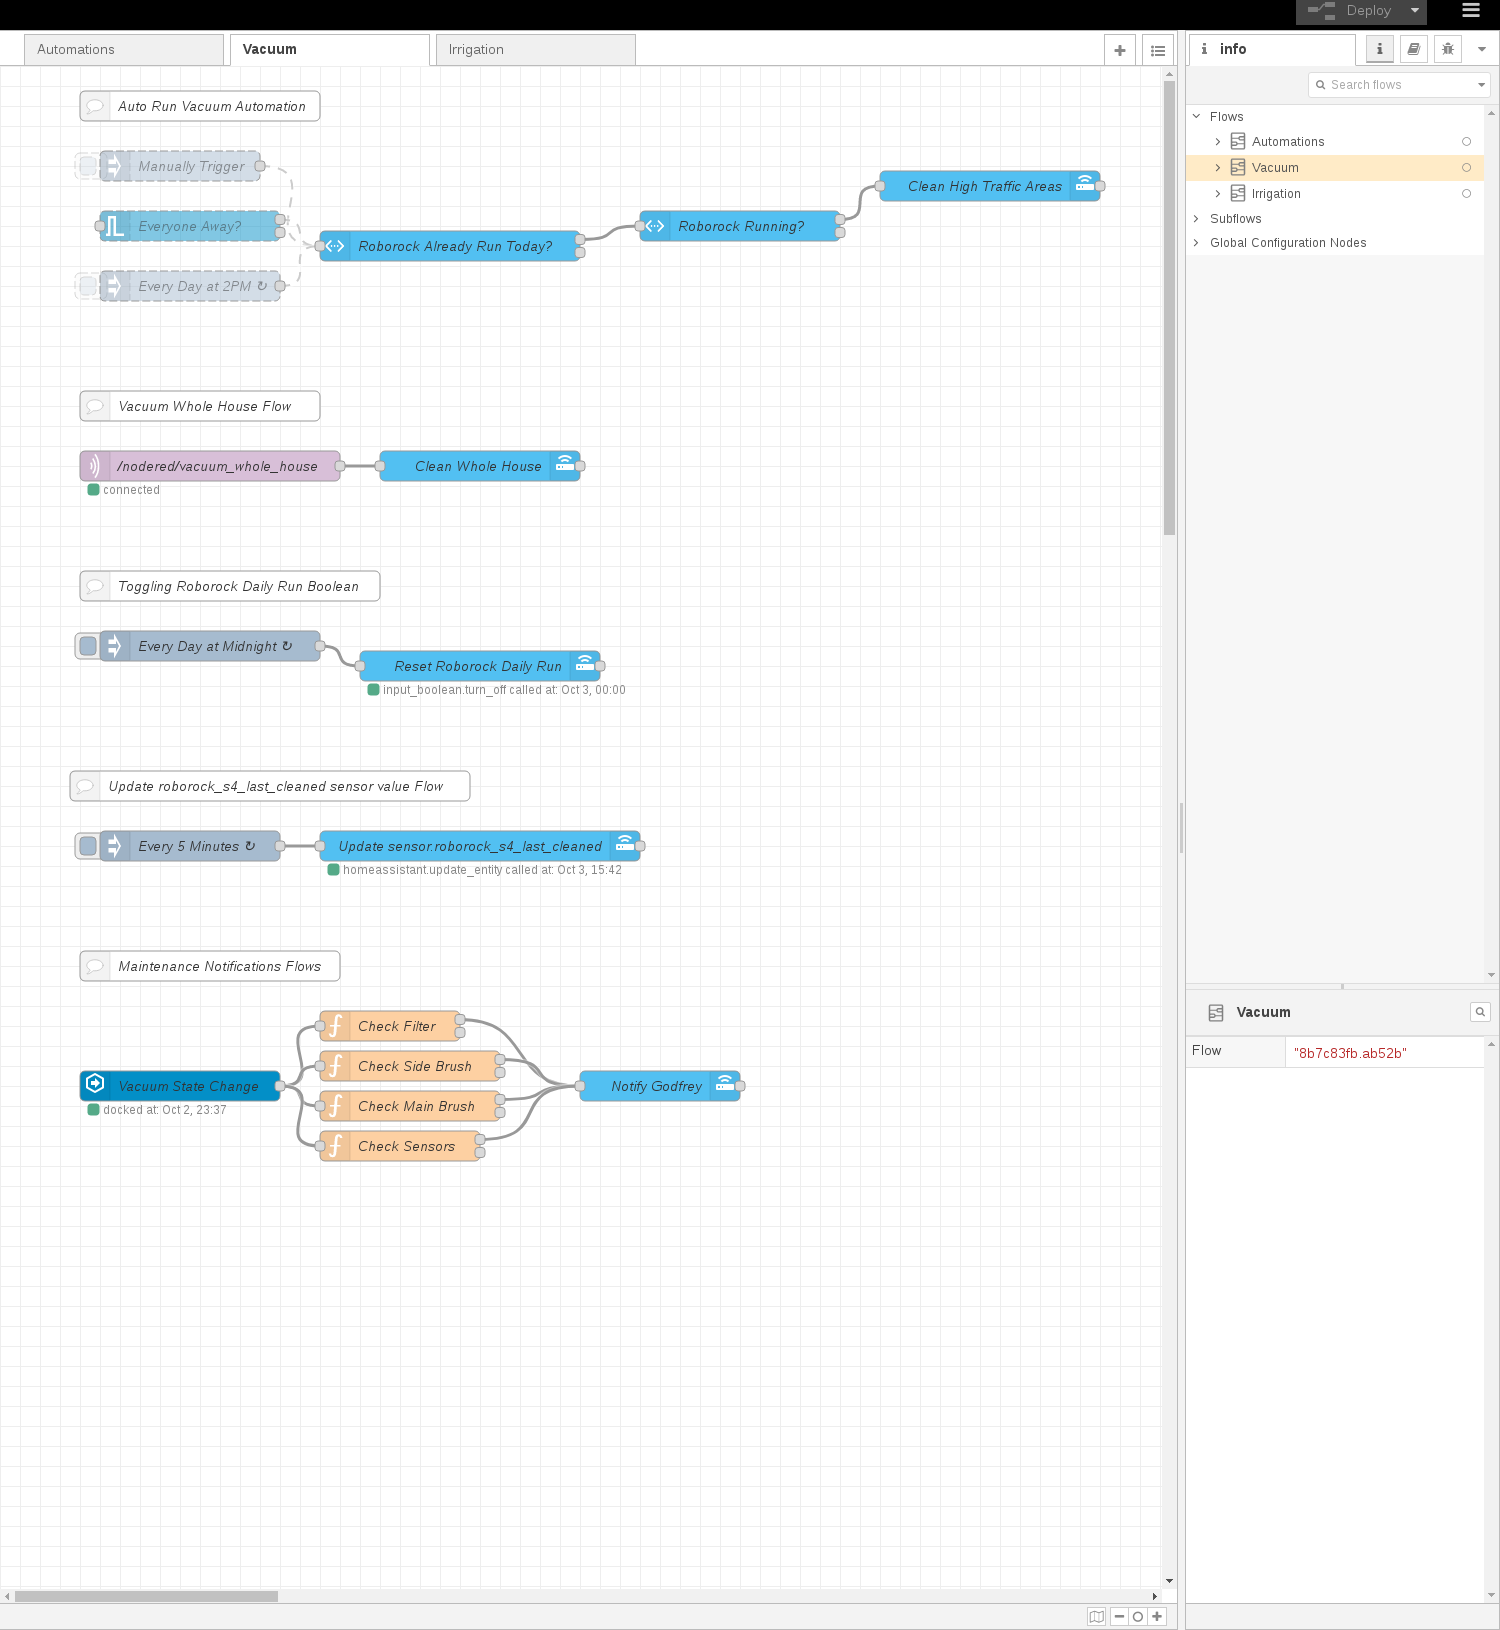 Deploy
Automations
Vacuum
Irrigation
info
Search flows
Flows
Automations
Vacuum
Irrigation
Subflows
Global Configuration Nodes
Auto Run Vacuum Automation
Manually Trigger
Everyone Away?
Every Day at 2PM ↻
Roborock Already Run Today?
Roborock Running?
Clean High Traffic Areas
Vacuum Whole House Flow
/nodered/vacuum_whole_house
connected
Clean Whole House
Toggling Roborock Daily Run Boolean
Every Day at Midnight ↻
Reset Roborock Daily Run
input_boolean.turn_off called at: Oct 3, 00:00
Update roborock_s4_last_cleaned sensor value Flow
Every 5 Minutes ↻
Update sensor.roborock_s4_last_cleaned
homeassistant.update_entity called at: Oct 3, 15:42
Maintenance Notifications Flows
Vacuum State Change
docked at: Oct 2, 23:37
Check Filter
Check Side Brush
Check Main Brush
Check Sensors
Notify Godfrey
Vacuum
Flow
"8b7c83fb.ab52b"